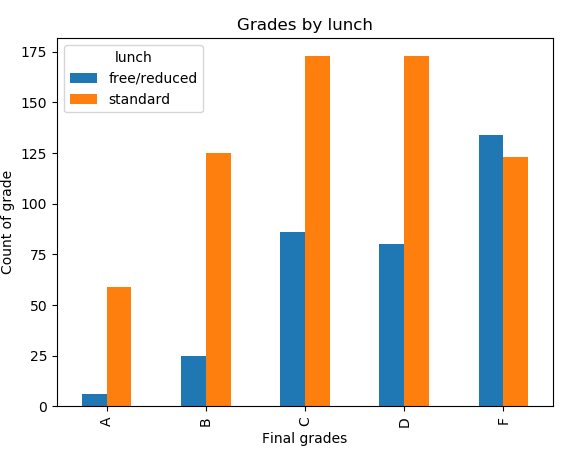 Grades by lunch
lunch
free/reduced
standard
Count of grade
175
150
125
100
75
50
25
0
A
B
C
D
F
Final grades